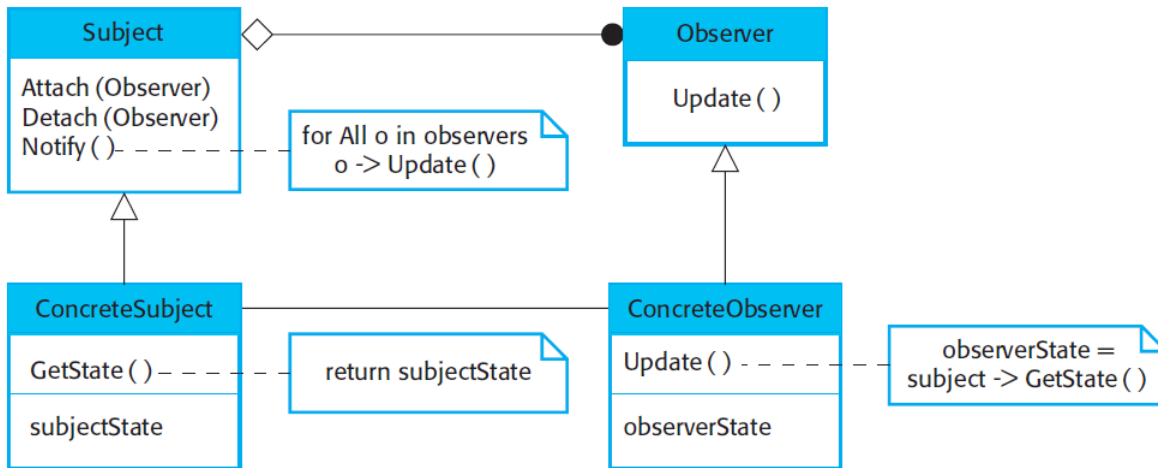 Subject
Observer
Attach (Observer)
Detach (Observer)
Notify ( )
for All o in observers
o -> Update ( )
Update ( )
ConcreteSubject
ConcreteObserver
GetState ( )
return subjectState
subjectState
Update ( )
observerState =
subject -> GetState ( )
observerState